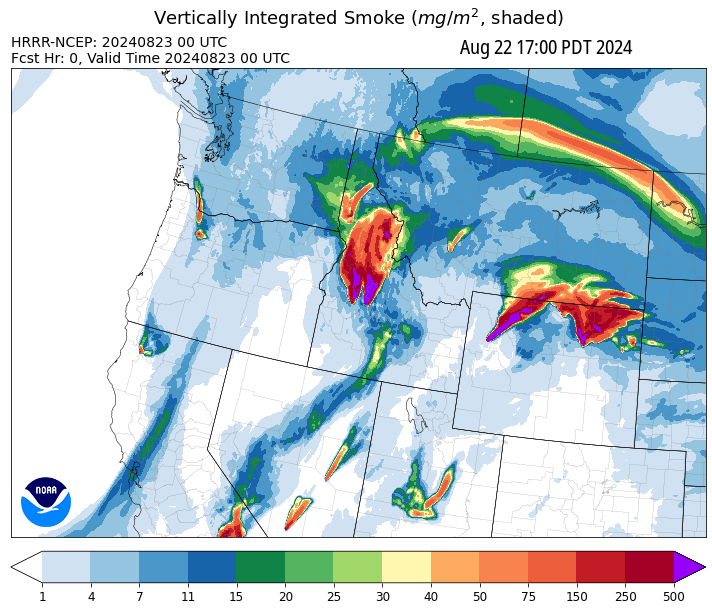 Vertically Integrated Smoke (mg/m², shaded)
HRRR-NCEP: 20240823 00 UTC
Aug 22 17:00 PDT 2024
Fcst Hr: 0, Valid Time 20240823 00 UTC
NOAA
1 4 7 11 15 20 25 30 40 50 75 150 250 500